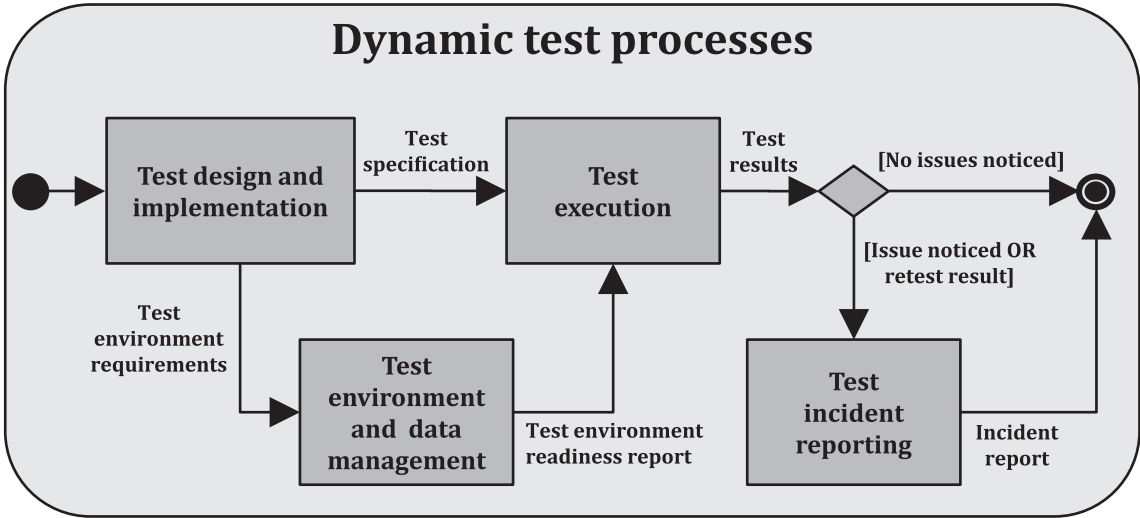 Dynamic test processes
Test design and
implementation
Test
specification
Test
execution
Test
results
[No issues noticed]
[Issue noticed OR
retest result]
Test
environment
requirements
Test
environment
and data
management
Test environment
readiness report
Test
incident
reporting
Incident
report